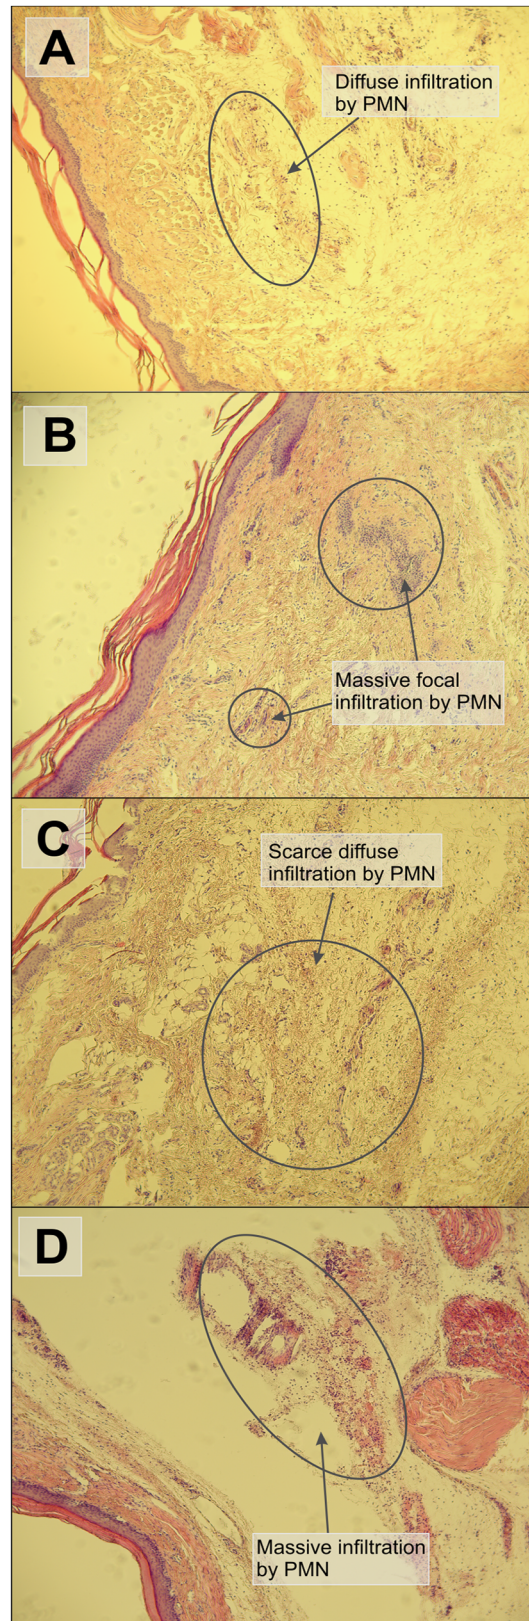 A
Diffuse infiltration
by PMN
B
Massive focal
infiltration by PMN
C
Scarce diffuse
infiltration by PMN
D
Massive infiltration
by PMN